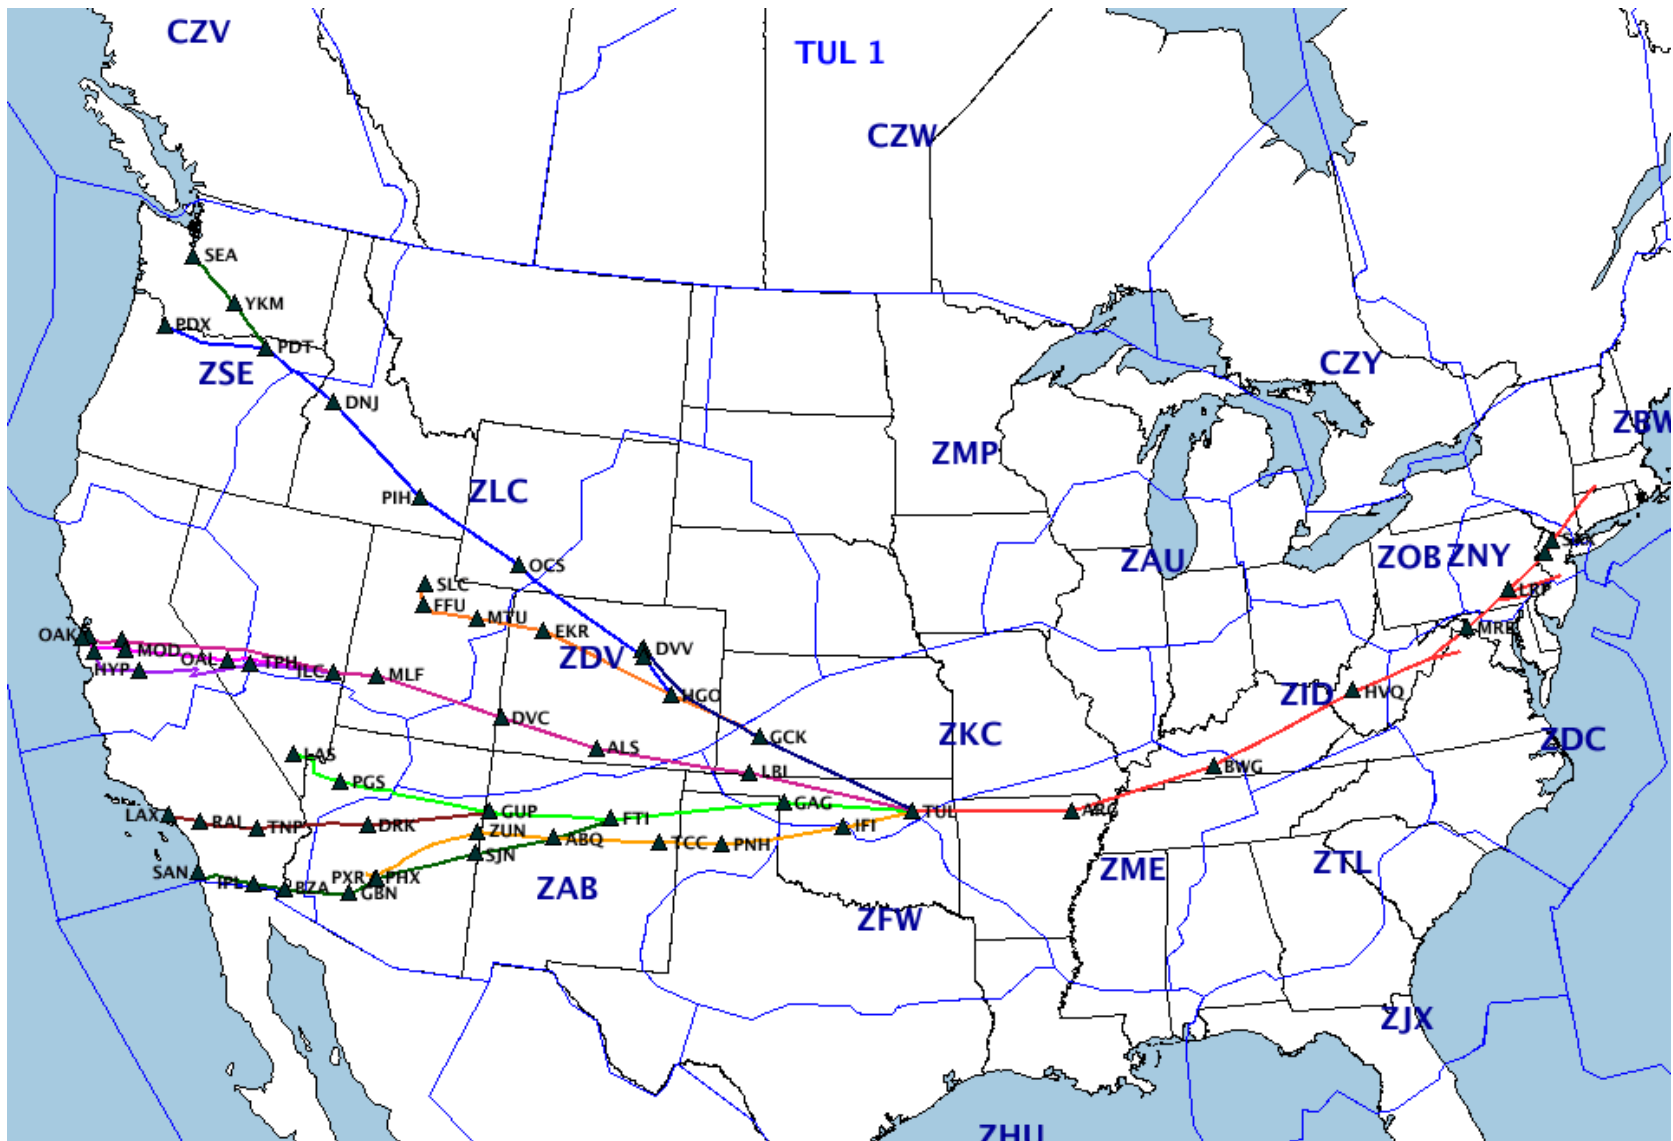 CZV
TUL 1
CZW
SEA
YKM
PDX
PDT
ZSE
CZY
DNJ
ZBW
ZMP
PIH
ZLC
ZAU
ZOB
ZNY
OCS
SLC
FFU
LRP
MTU
EKR
MRB
OAK
MOD
OAL
TPH
ILC
MLF
ZDV
DVV
NYP
HGO
ZID
HVQ
DVC
ALS
GCK
ZKC
ZDC
LAS
PGS
LBL
BWG
LAX
RAL
TNP
DRK
GUP
ZUN
FTI
GAG
TUL
ARG
ABQ
TCC
PNH
IFI
SJN
SAN
IPL
BZA
PXR
PHX
GBN
ZAB
ZFW
ZME
ZTL
ZJX
ZHU